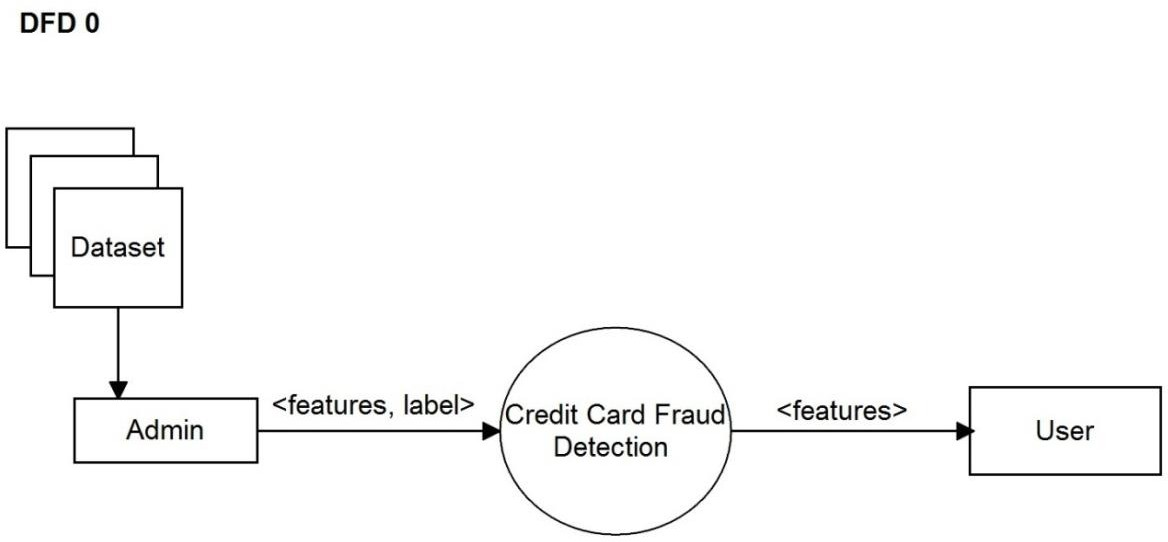 DFD 0
Dataset
Admin
<features, label>
Credit Card Fraud
Detection
<features>
User